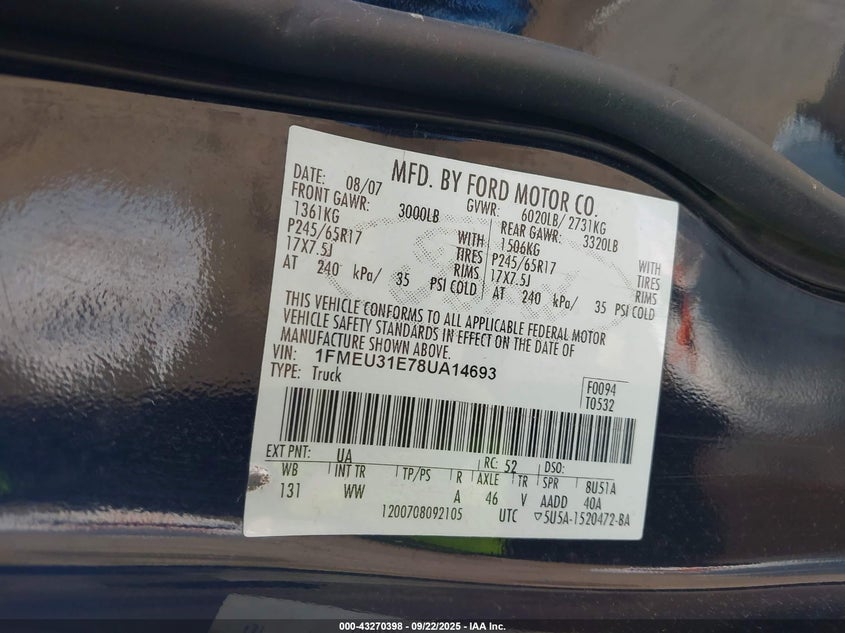 MFD. BY FORD MOTOR CO.
DATE: 08/07 GVWR: 6020LB/ 2731KG
FRONT GAWR: 3000LB REAR GAWR: 3320LB
1361KG WITH 1506KG WITH
P245/65R17 TIRES P245/65R17 TIRES
17X7.5J RIMS 17X7.5J RIMS
AT 240 kPa/ 35 PSI COLD AT 240 kPa/ 35 PSI COLD
THIS VEHICLE CONFORMS TO ALL APPLICABLE FEDERAL MOTOR
VEHICLE SAFETY STANDARDS IN EFFECT ON THE DATE OF
MANUFACTURE SHOWN ABOVE.
VIN: 1FMEU31E78UA14693
TYPE: Truck
F0094
T0532
EXT PNT: UA RC: 52 DSO:
WB INT TR TP/PS R AXLE TR SPR 8U51A
131 WW A 46 V AADD 40A
1200708092105 UTC ▽5U5A-1520472-BA
000-43270398 - 09/22/2025 - IAA Inc.